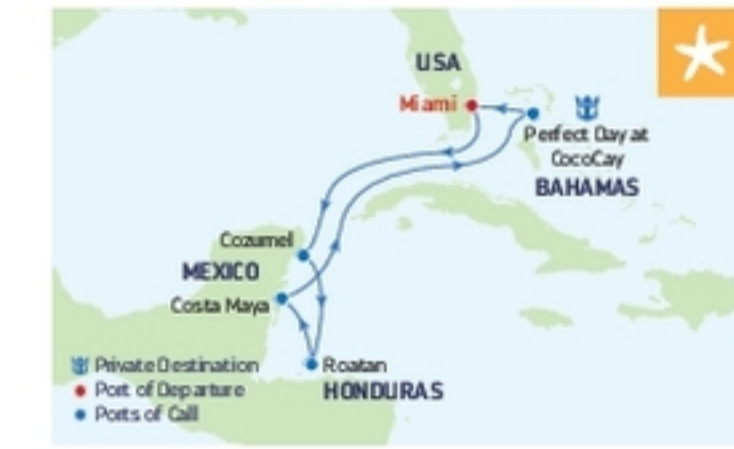 USA
Miami
Perfect Day at
CocoCay
BAHAMAS
Cozumel
MEXICO
Costa Maya
Roatan
HONDURAS
Private Destination
Port of Departure
Ports of Call